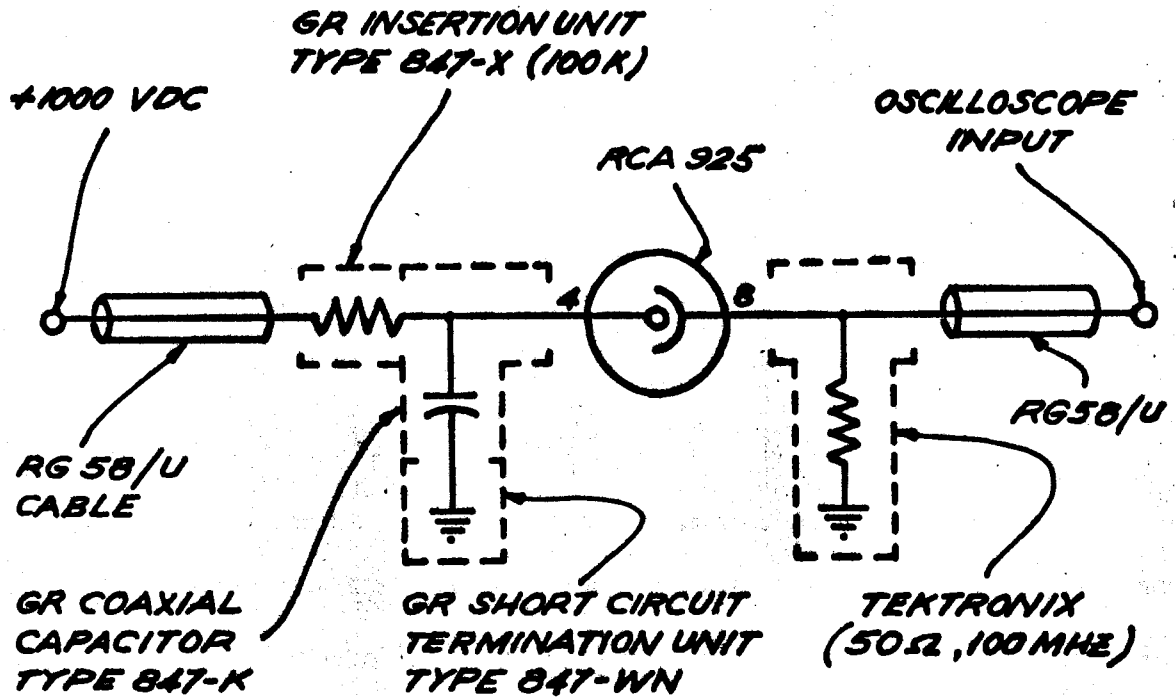 GR INSERTION UNIT
TYPE 847-X (100K)
+1000 VDC
OSCILLOSCOPE
INPUT
RCA 925
4
8
RG 58/U
CABLE
RG58/U
GR COAXIAL
CAPACITOR
TYPE 847-K
GR SHORT CIRCUIT
TERMINATION UNIT
TYPE 847-WN
TEKTRONIX
(50Ω, 100 MHZ)